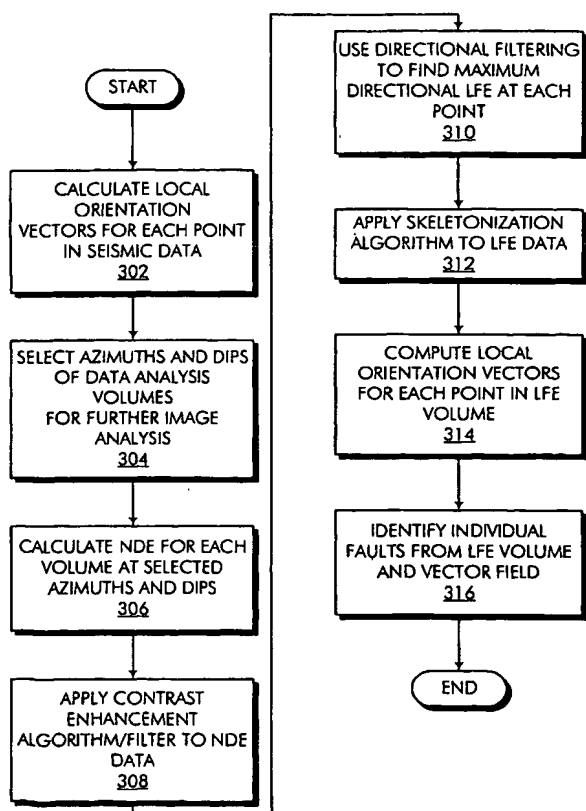 START
CALCULATE LOCAL
ORIENTATION
VECTORS FOR EACH POINT
IN SEISMIC DATA
302
SELECT AZIMUTHS AND DIPS
OF DATA ANALYSIS
VOLUMES
FOR FURTHER IMAGE
ANALYSIS
304
CALCULATE NDE FOR EACH
VOLUME AT SELECTED
AZIMUTHS AND DIPS
306
APPLY CONTRAST
ENHANCEMENT
ALGORITHM/FILTER TO NDE
DATA
308
USE DIRECTIONAL FILTERING
TO FIND MAXIMUM
DIRECTIONAL LFE AT EACH
POINT
310
APPLY SKELETONIZATION
ALGORITHM TO LFE DATA
312
COMPUTE LOCAL
ORIENTATION VECTORS
FOR EACH POINT IN LFE
VOLUME
314
IDENTIFY INDIVIDUAL
FAULTS FROM LFE VOLUME
AND VECTOR FIELD
316
END